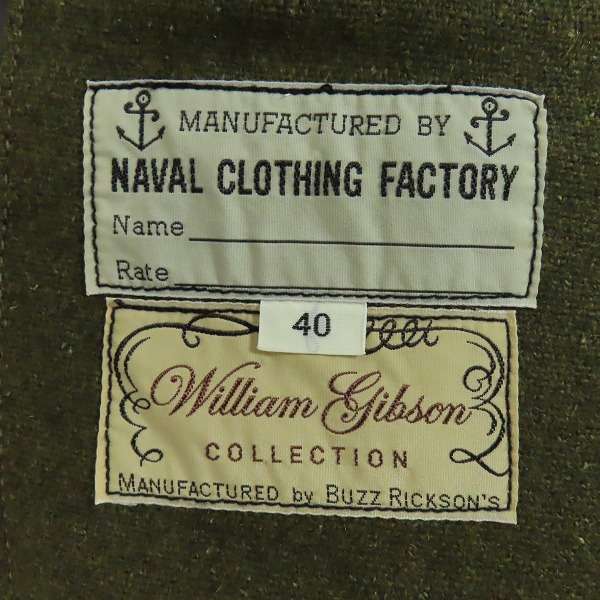 MANUFACTURED BY
NAVAL CLOTHING FACTORY
Name
Rate
40
William Gibson
COLLECTION
MANUFACTURED by BUZZ RICKSON'S